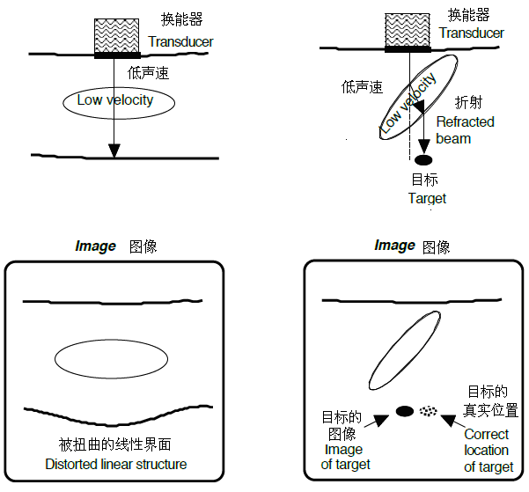 换能器
Transducer
低声速
Low velocity
换能器
Transducer
低声速
Low velocity
折射
Refracted
beam
目标
Target
Image 图像
被扭曲的线性界面
Distorted linear structure
Image 图像
目标的
图像
Image
of target
目标的
真实位置
Correct
location
of target